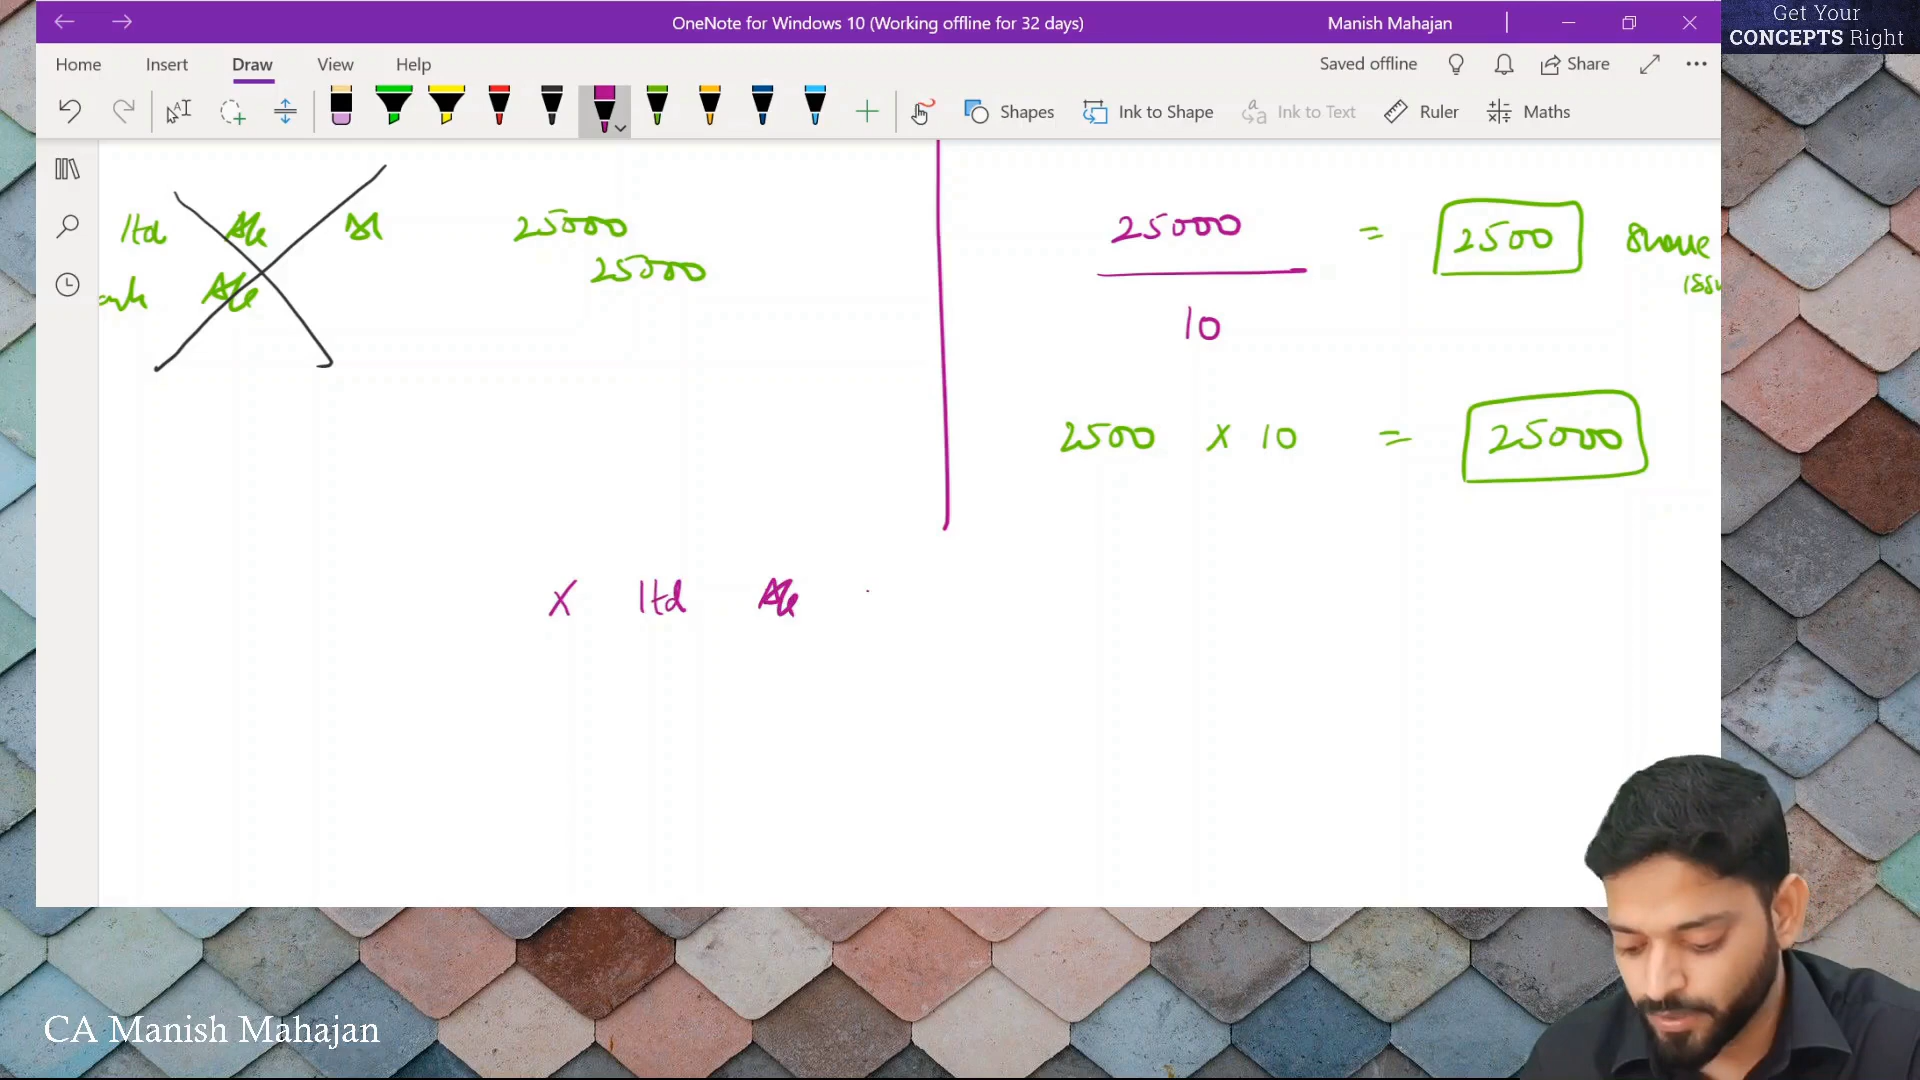 OneNote for Windows 10 (Working offline for 32 days)
Manish Mahajan
Get Your
CONCEPTS Right
Home Insert Draw View Help
Saved offline
Share
Shapes
Ink to Shape
Ink to Text
Ruler
Maths
ltd A/c Dr 25000
25000
A/c
25000
10
= 2500 Share
2500 x 10 = 25000
X ltd A/c
CA Manish Mahajan